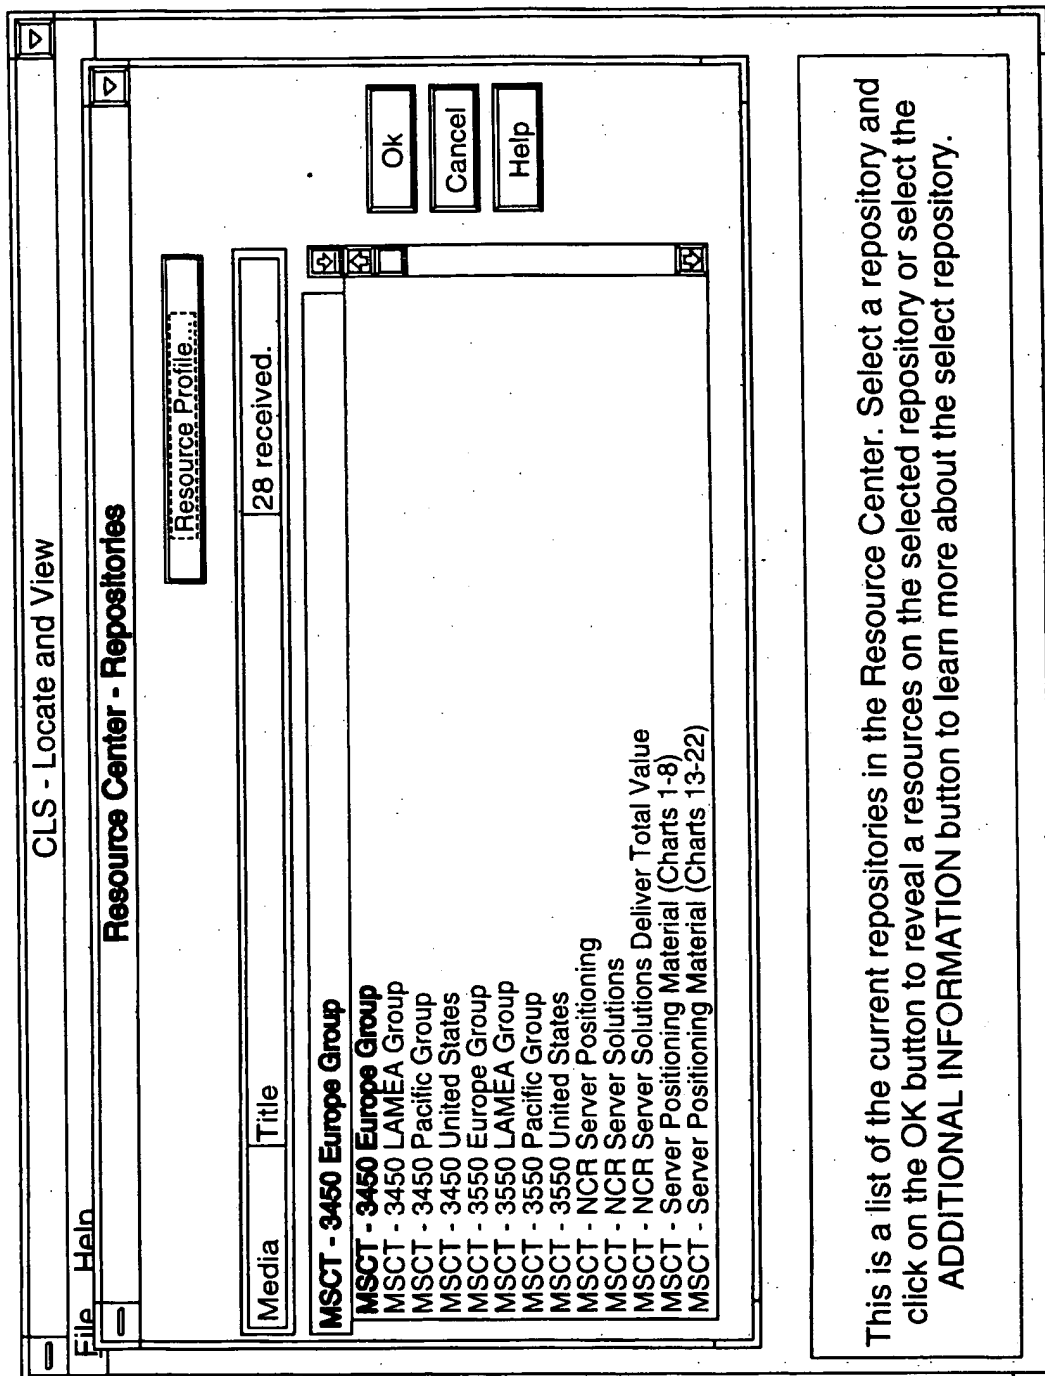 CLS - Locate and View
File Help
Resource Center - Repositories
Resource Profile...
Media Title 28 received.
MSCT - 3450 Europe Group
MSCT - 3450 Europe Group
MSCT - 3450 LAMEA Group
MSCT - 3450 Pacific Group
MSCT - 3450 United States
MSCT - 3550 Europe Group
MSCT - 3550 LAMEA Group
MSCT - 3550 Pacific Group
MSCT - 3550 United States
MSCT - NCR Server Positioning
MSCT - NCR Server Solutions
MSCT - NCR Server Solutions Deliver Total Value
MSCT - Server Positioning Material (Charts 1-8)
MSCT - Server Positioning Material (Charts 13-22)
Ok
Cancel
Help
This is a list of the current repositories in the Resource Center. Select a repository and
click on the OK button to reveal a resources on the selected repository or select the
ADDITIONAL INFORMATION button to learn more about the select repository.